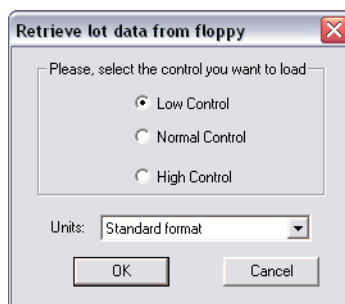 Retrieve lot data from floppy
Please, select the control you want to load
Low Control
Normal Control
High Control
Units: Standard format
OK Cancel